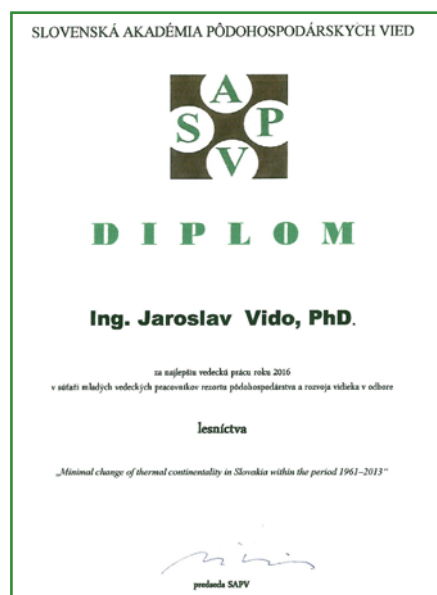 SLOVENSKÁ AKADÉMIA PÔDOHOSPODÁRSKYCH VIED
A
S P
V
DIPLOM
Ing. Jaroslav Vido, PhD.
za najlepšiu vedeckú prácu roku 2016
v súťaži mladých vedeckých pracovníkov rezortu pôdohospodárstva a rozvoja vidieka v odbore
lesníctva
„Minimal change of thermal continentality in Slovakia within the period 1961–2013“
predseda SAPV